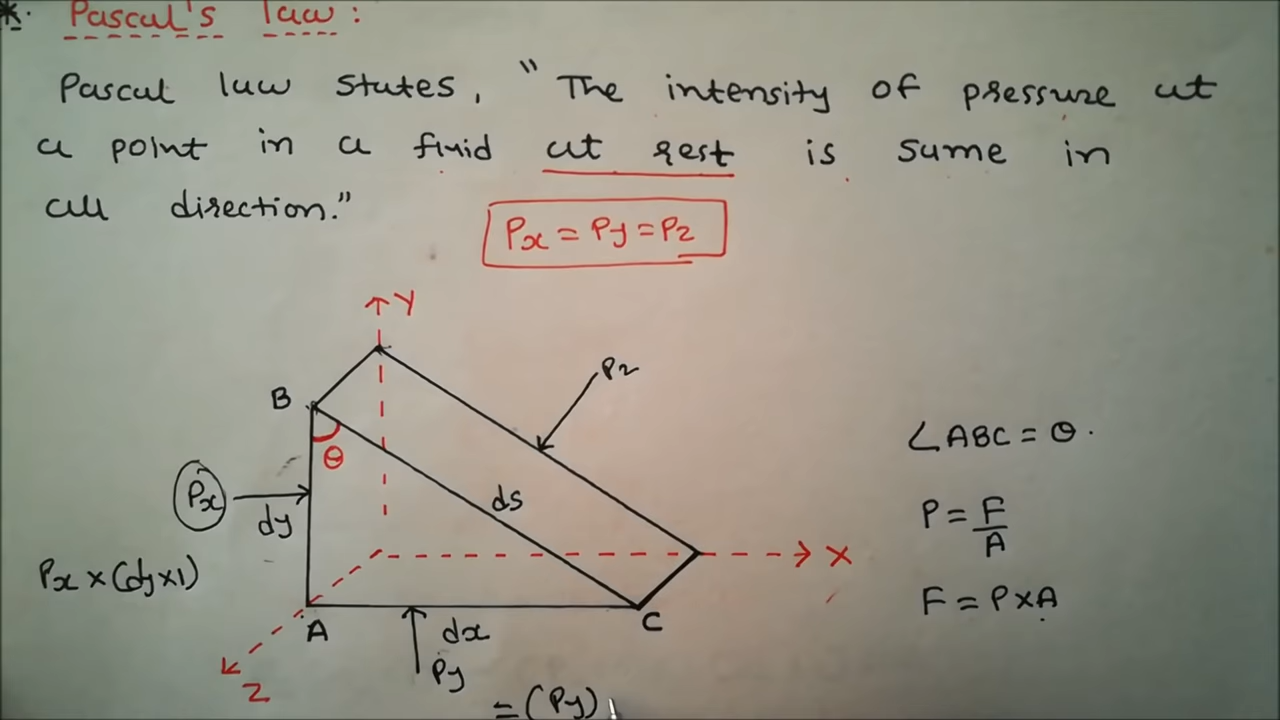 *. Pascal's law:
Pascal law states, "The intensity of pressure at
a point in a fluid at rest is same in
all direction."
Px = Py = Pz
Y
B
Pz
θ
∠ABC = θ.
Px
ds
dy
P = F/A
X
Px × (dy×1)
F = P×A
A
dx
C
Z
Py
= (Py)